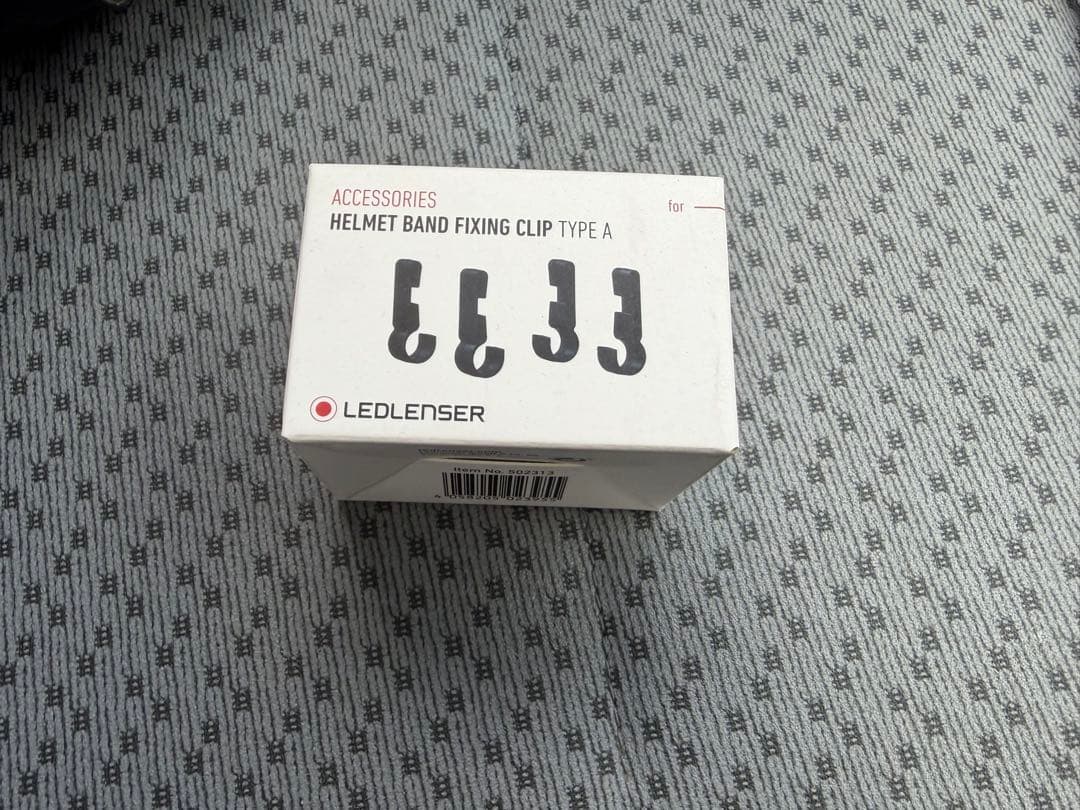 ACCESSORIES
for
HELMET BAND FIXING CLIP TYPE A
LEDLENSER
Item No. 502313